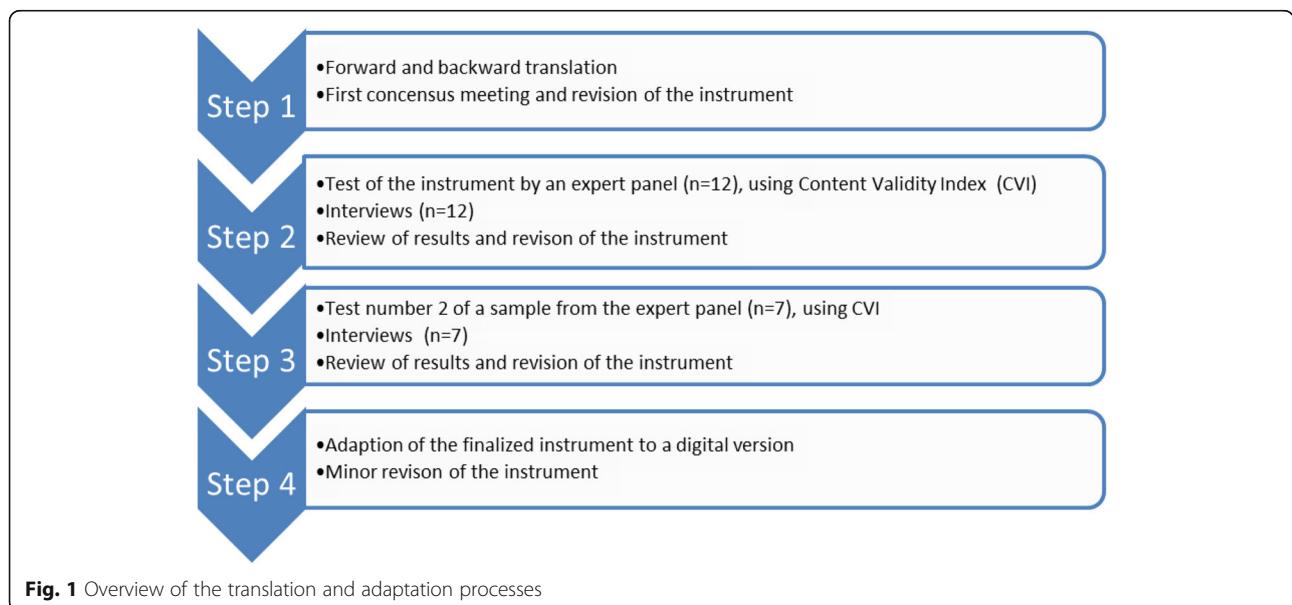 Step 1
•Forward and backward translation
•First concensus meeting and revision of the instrument
Step 2
•Test of the instrument by an expert panel (n=12), using Content Validity Index (CVI)
•Interviews (n=12)
•Review of results and revison of the instrument
Step 3
•Test number 2 of a sample from the expert panel (n=7), using CVI
•Interviews (n=7)
•Review of results and revision of the instrument
Step 4
•Adaption of the finalized instrument to a digital version
•Minor revison of the instrument
Fig. 1 Overview of the translation and adaptation processes